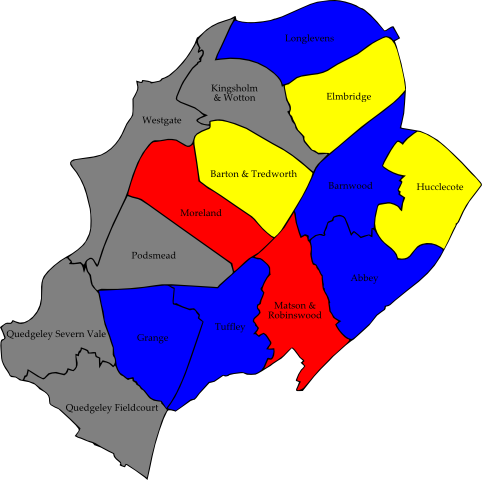 Longlevens
Kingsholm
& Wotton
Elmbridge
Westgate
Barton & Tredworth
Barnwood
Hucclecote
Moreland
Podsmead
Abbey
Matson &
Robinswood
Tuffley
Quedgeley Severn Vale
Grange
Quedgeley Fieldcourt